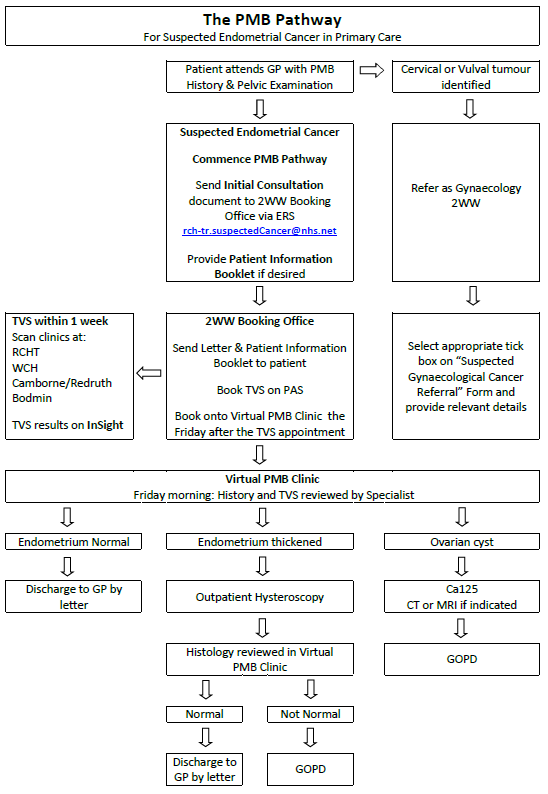 The PMB Pathway
For Suspected Endometrial Cancer in Primary Care
Patient attends GP with PMB
History & Pelvic Examination
Cervical or Vulval tumour
identified
Suspected Endometrial Cancer
Commence PMB Pathway
Send Initial Consultation
document to 2WW Booking
Office via ERS
rch-tr.suspectedCancer@nhs.net
Provide Patient Information
Booklet if desired
Refer as Gynaecology
2WW
TVS within 1 week
Scan clinics at:
RCHT
WCH
Camborne/Redruth
Bodmin
TVS results on InSight
2WW Booking Office
Send Letter & Patient Information
Booklet to patient
Book TVS on PAS
Book onto Virtual PMB Clinic the
Friday after the TVS appointment
Select appropriate tick
box on “Suspected
Gynaecological Cancer
Referral” Form and
provide relevant details
Virtual PMB Clinic
Friday morning: History and TVS reviewed by Specialist
Endometrium Normal
Endometrium thickened
Ovarian cyst
Discharge to GP by
letter
Outpatient Hysteroscopy
Ca125
CT or MRI if indicated
Histology reviewed in Virtual
PMB Clinic
GOPD
Normal
Not Normal
Discharge to
GP by letter
GOPD